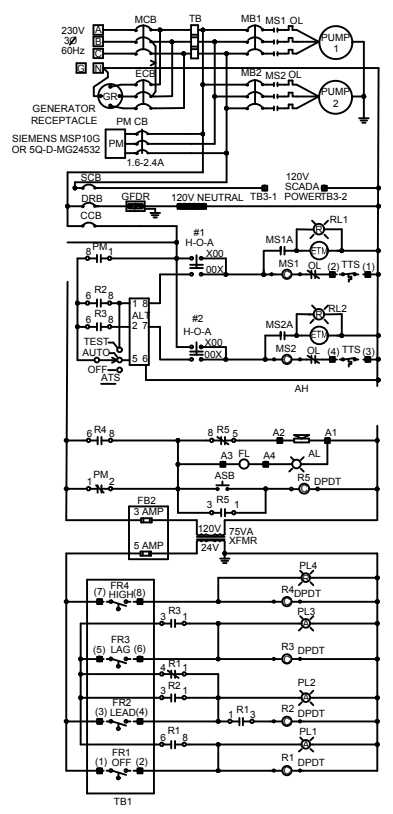 MCB TB MB1 MS1 OL
230V A
3Ø B
60Hz C
PUMP
1
G N
ECB MB2 MS2 OL
GR
PUMP
2
GENERATOR
RECEPTACLE
PM CB
SIEMENS MSP10G
OR 5Q-D-MG24532
PM
1.6-2.4A
SCB
120V
SCADA
TB3-1 POWER TB3-2
DRB GFDR 120V NEUTRAL
CCB
RL1
R
#1
H-O-A
MS1A ETM
PM
8 1
X00
00X
MS1 OL (2) TTS (1)
R2
6 8
1 8
ALT
RL2
R
R3
6 8
2 7
#2
H-O-A
MS2A ETM
TEST
X00
AUTO
5 6
00X
MS2 OL (4) TTS (3)
OFF
ATS
AH
6 R4 8
8 R5 5
A2 A1
A3 FL A4 AL
PM
1 2
ASB
R5 DPDT
FB2
R5
3 1
3 AMP
120V 75VA
XFMR
5 AMP
24V
FR4
(7) HIGH (8)
PL4
R
R4 DPDT
R3
3 1
PL3
A
FR3
(5) LAG (6)
R3 DPDT
R1
4 1
R2
3 1
PL2
A
FR2
(3) LEAD (4)
R1
1 3
R2 DPDT
R1
6 8
PL1
A
FR1
(1) OFF (2)
R1 DPDT
TB1